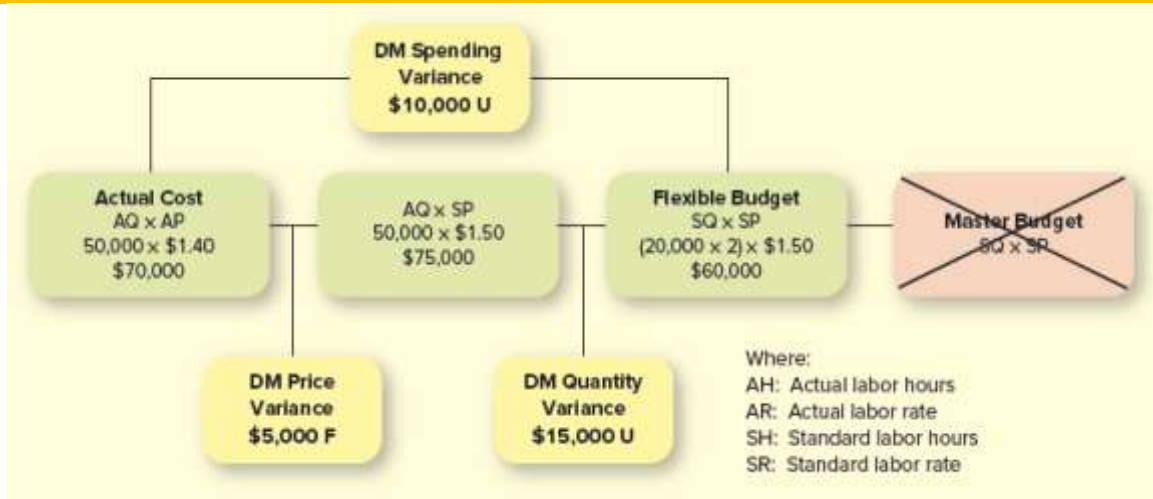 DM Spending
Variance
$10,000 U
Actual Cost
AQ x AP
50,000 x $1.40
$70,000
AQ x SP
50,000 x $1.50
$75,000
Flexible Budget
SQ x SP
(20,000 x 2) x $1.50
$60,000
Master Budget
SQ x SP
DM Price
Variance
$5,000 F
DM Quantity
Variance
$15,000 U
Where:
AH: Actual labor hours
AR: Actual labor rate
SH: Standard labor hours
SR: Standard labor rate